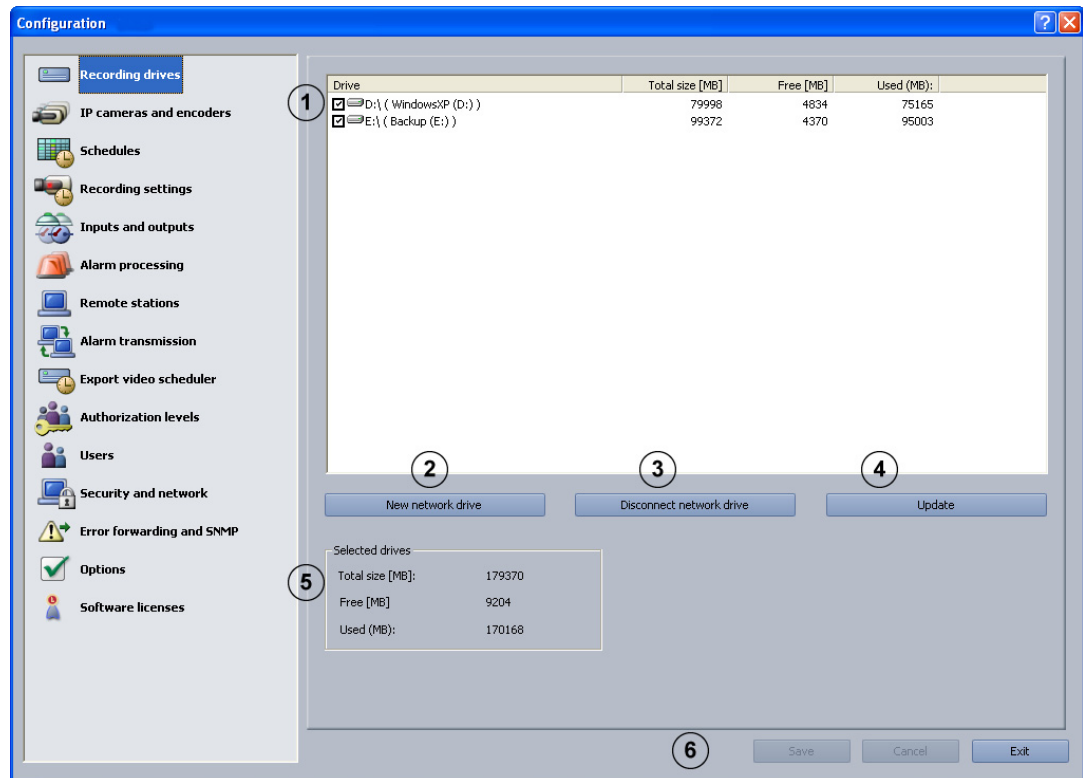 Configuration
Recording drives
IP cameras and encoders
Schedules
Recording settings
Inputs and outputs
Alarm processing
Remote stations
Alarm transmission
Export video scheduler
Authorization levels
Users
Security and network
Error forwarding and SNMP
Options
Software licenses
Drive Total size [MB] Free [MB] Used (MB):
1 D:\ ( WindowsXP (D:) ) 79998 4834 75165
E:\ ( Backup (E:) ) 99372 4370 95003
2 3 4
New network drive Disconnect network drive Update
Selected drives
5 Total size [MB]: 179370
Free [MB] 9204
Used (MB): 170168
6 Save Cancel Exit